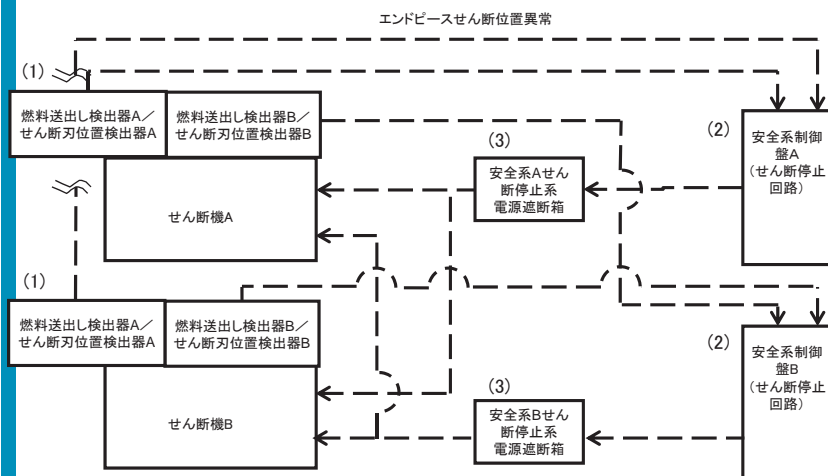 エンドピースせん断位置異常
(1)
燃料送出し検出器A／
せん断刃位置検出器A
燃料送出し検出器B／
せん断刃位置検出器B
せん断機A
(3)
安全系Aせん
断停止系
電源遮断箱
(2)
安全系制御
盤A
(せん断停止
回路)
(1)
燃料送出し検出器A／
せん断刃位置検出器A
燃料送出し検出器B／
せん断刃位置検出器B
せん断機B
(3)
安全系Bせん
断停止系
電源遮断箱
(2)
安全系制御
盤B
(せん断停止
回路)